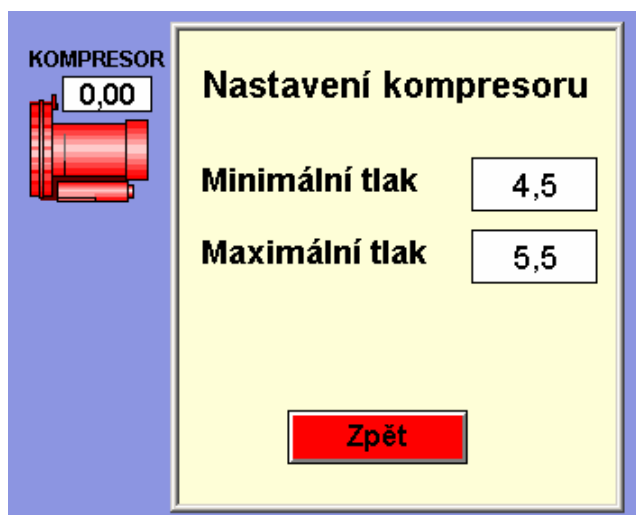 KOMPRESOR
0,00
Nastavení kompresoru
Minimální tlak 4,5
Maximální tlak 5,5
Zpět